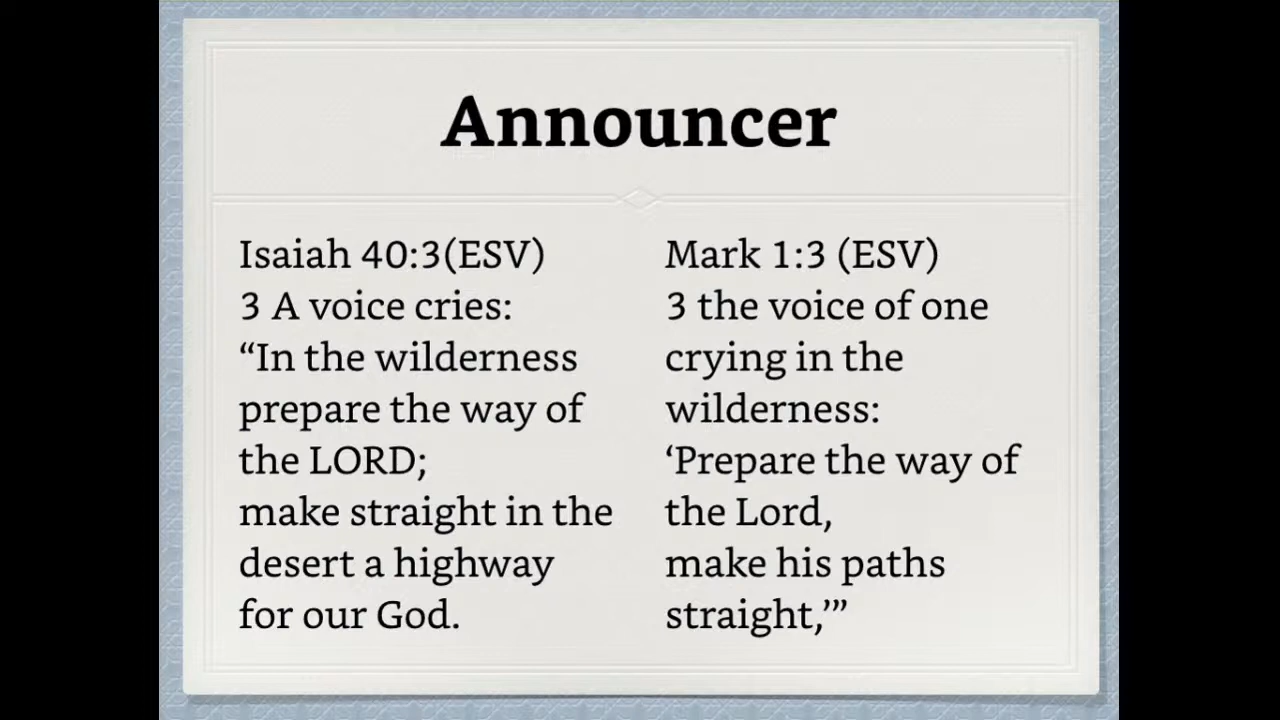 Announcer
Isaiah 40:3(ESV)
3 A voice cries:
“In the wilderness
prepare the way of
the LORD;
make straight in the
desert a highway
for our God.
Mark 1:3 (ESV)
3 the voice of one
crying in the
wilderness:
‘Prepare the way of
the Lord,
make his paths
straight,’”